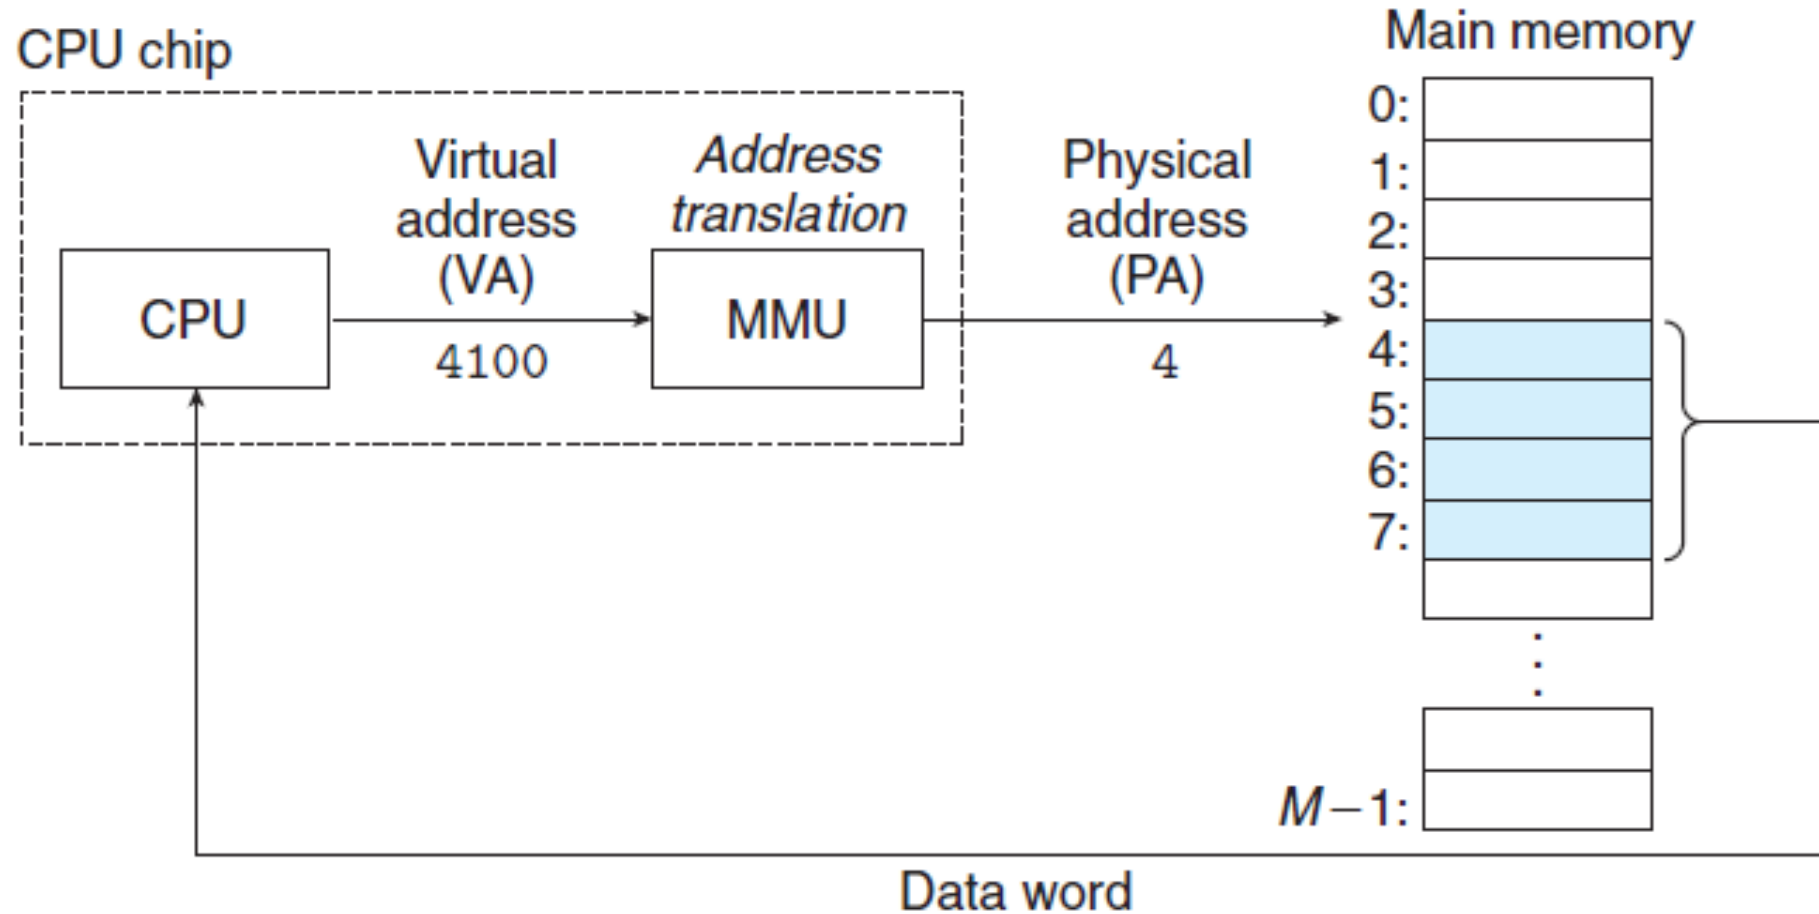 CPU chip
Main memory
Virtual
address
(VA)
Address
translation
Physical
address
(PA)
CPU
MMU
4100
4
0:
1:
2:
3:
4:
5:
6:
7:
M−1:
Data word